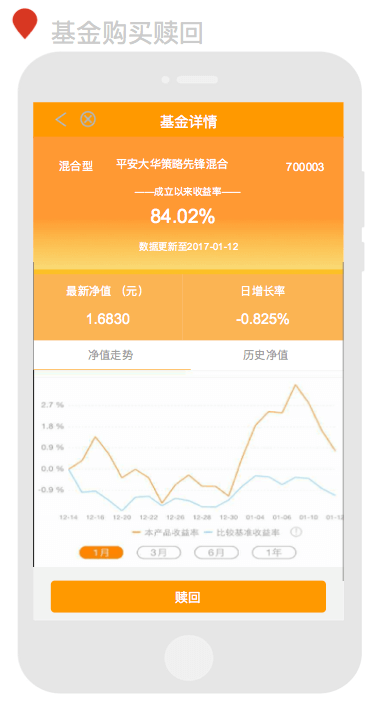 基金购买赎回
基金详情
混合型 平安大华策略先锋混合 700003
——成立以来收益率——
84.02%
数据更新至2017-01-12
最新净值 （元） 日增长率
1.6830 -0.825%
净值走势 历史净值
2.7 %
1.8 %
0.9 %
0.0 %
-0.9 %
12-14 12-16 12-20 12-22 12-26 12-28 12-30 01-04 01-06 01-10 01-12
本产品收益率 比较基准收益率
1月 3月 6月 1年
赎回